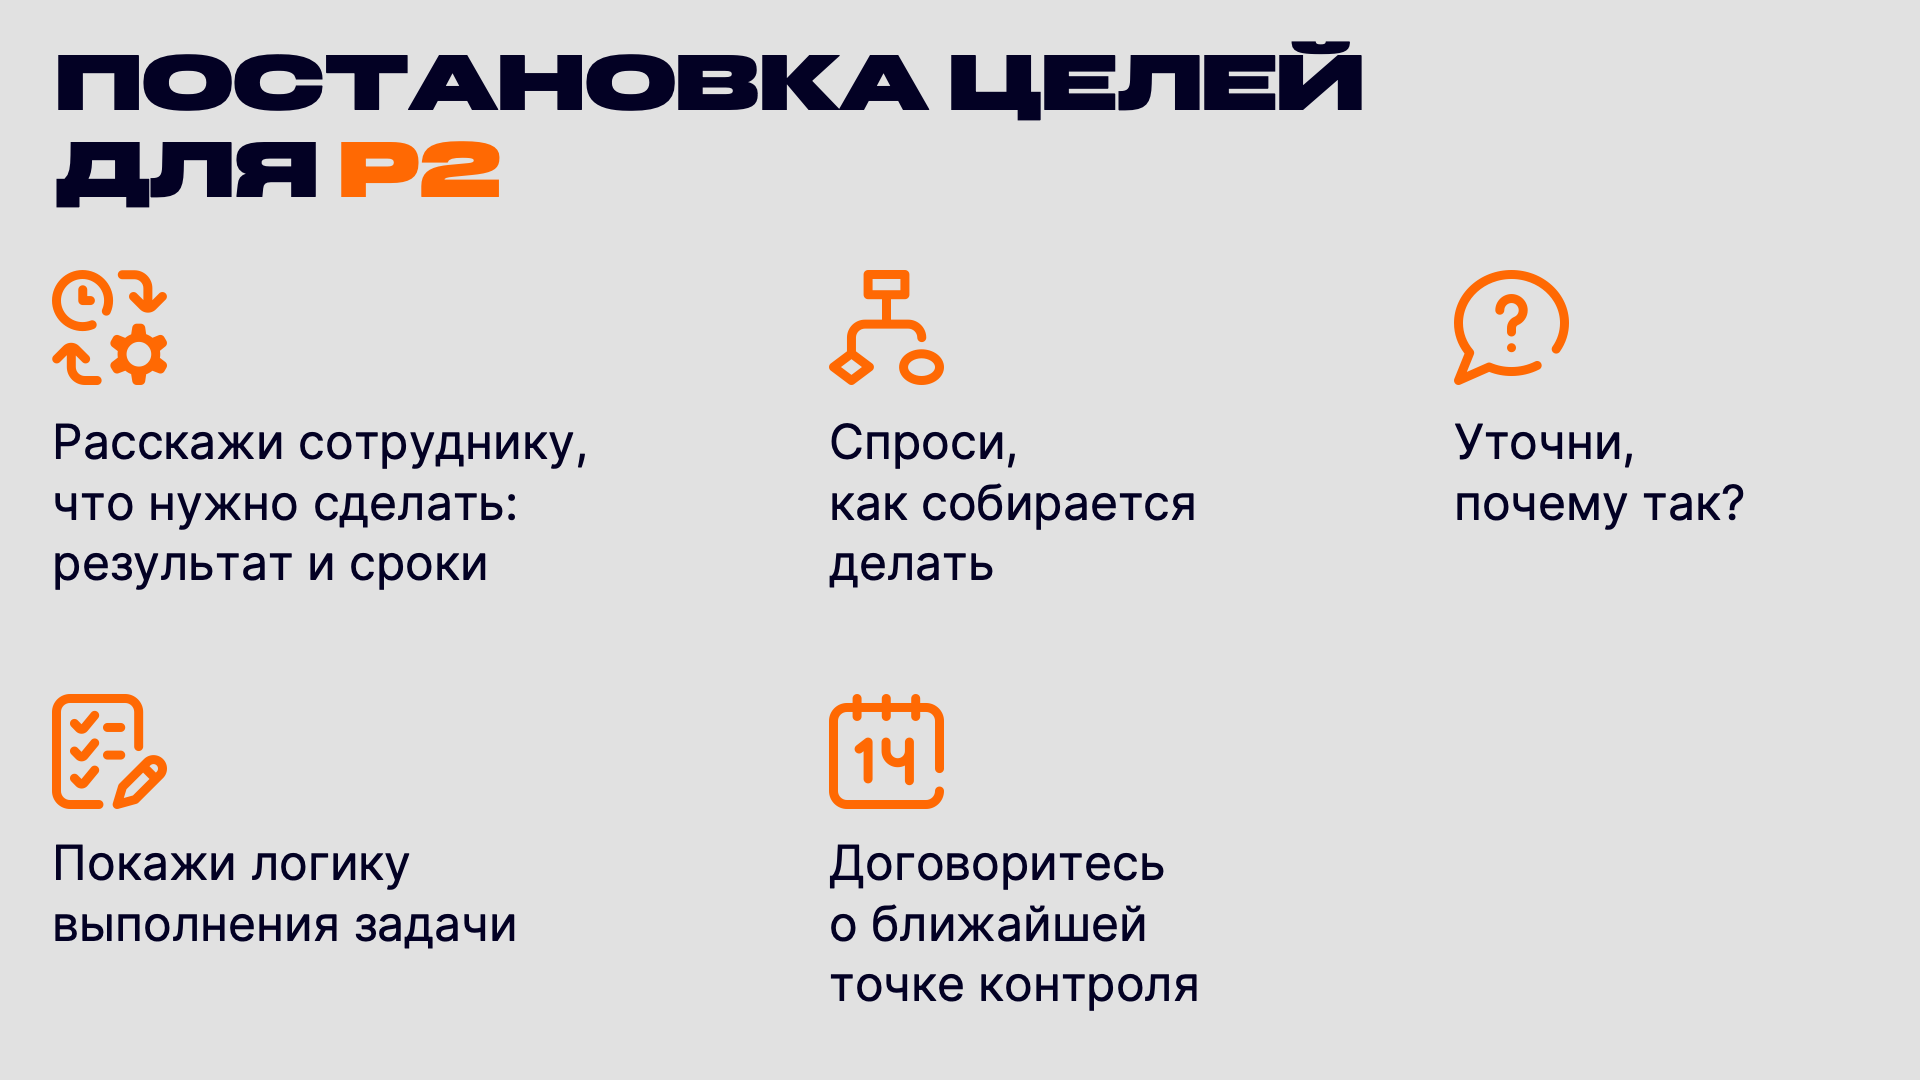 ПОСТАНОВКА ЦЕЛЕЙ
ДЛЯ P2
Расскажи сотруднику,
что нужно сделать:
результат и сроки
Спроси,
как собирается
делать
Уточни,
почему так?
Покажи логику
выполнения задачи
14
Договоритесь
о ближайшей
точке контроля